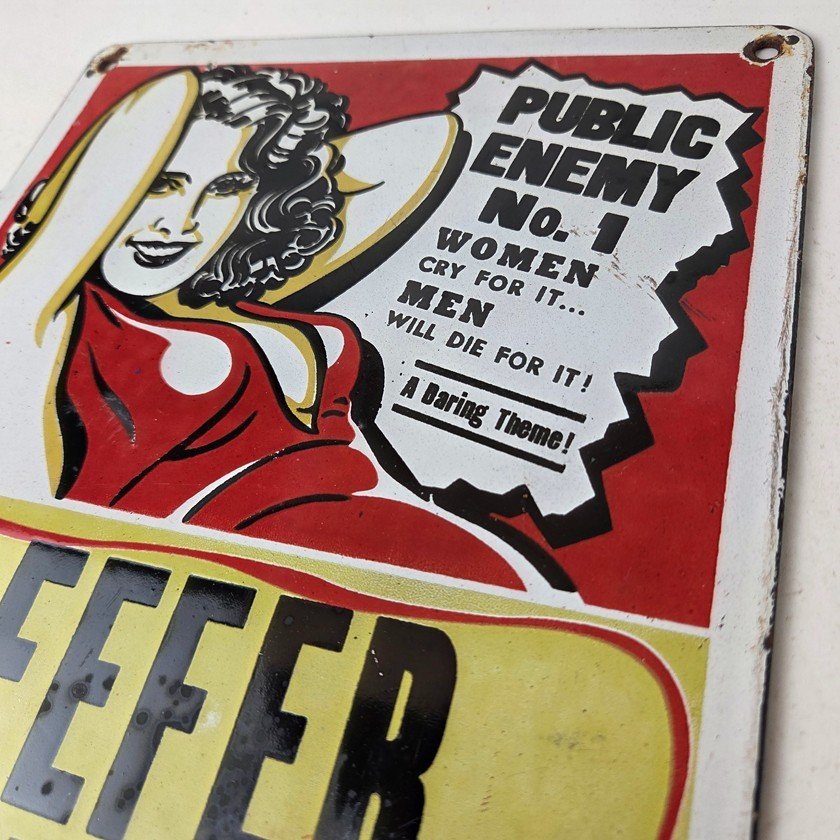 PUBLIC
ENEMY
No. 1
WOMEN
CRY FOR IT...
MEN
WILL DIE FOR IT!
A Daring Theme!
EEFER